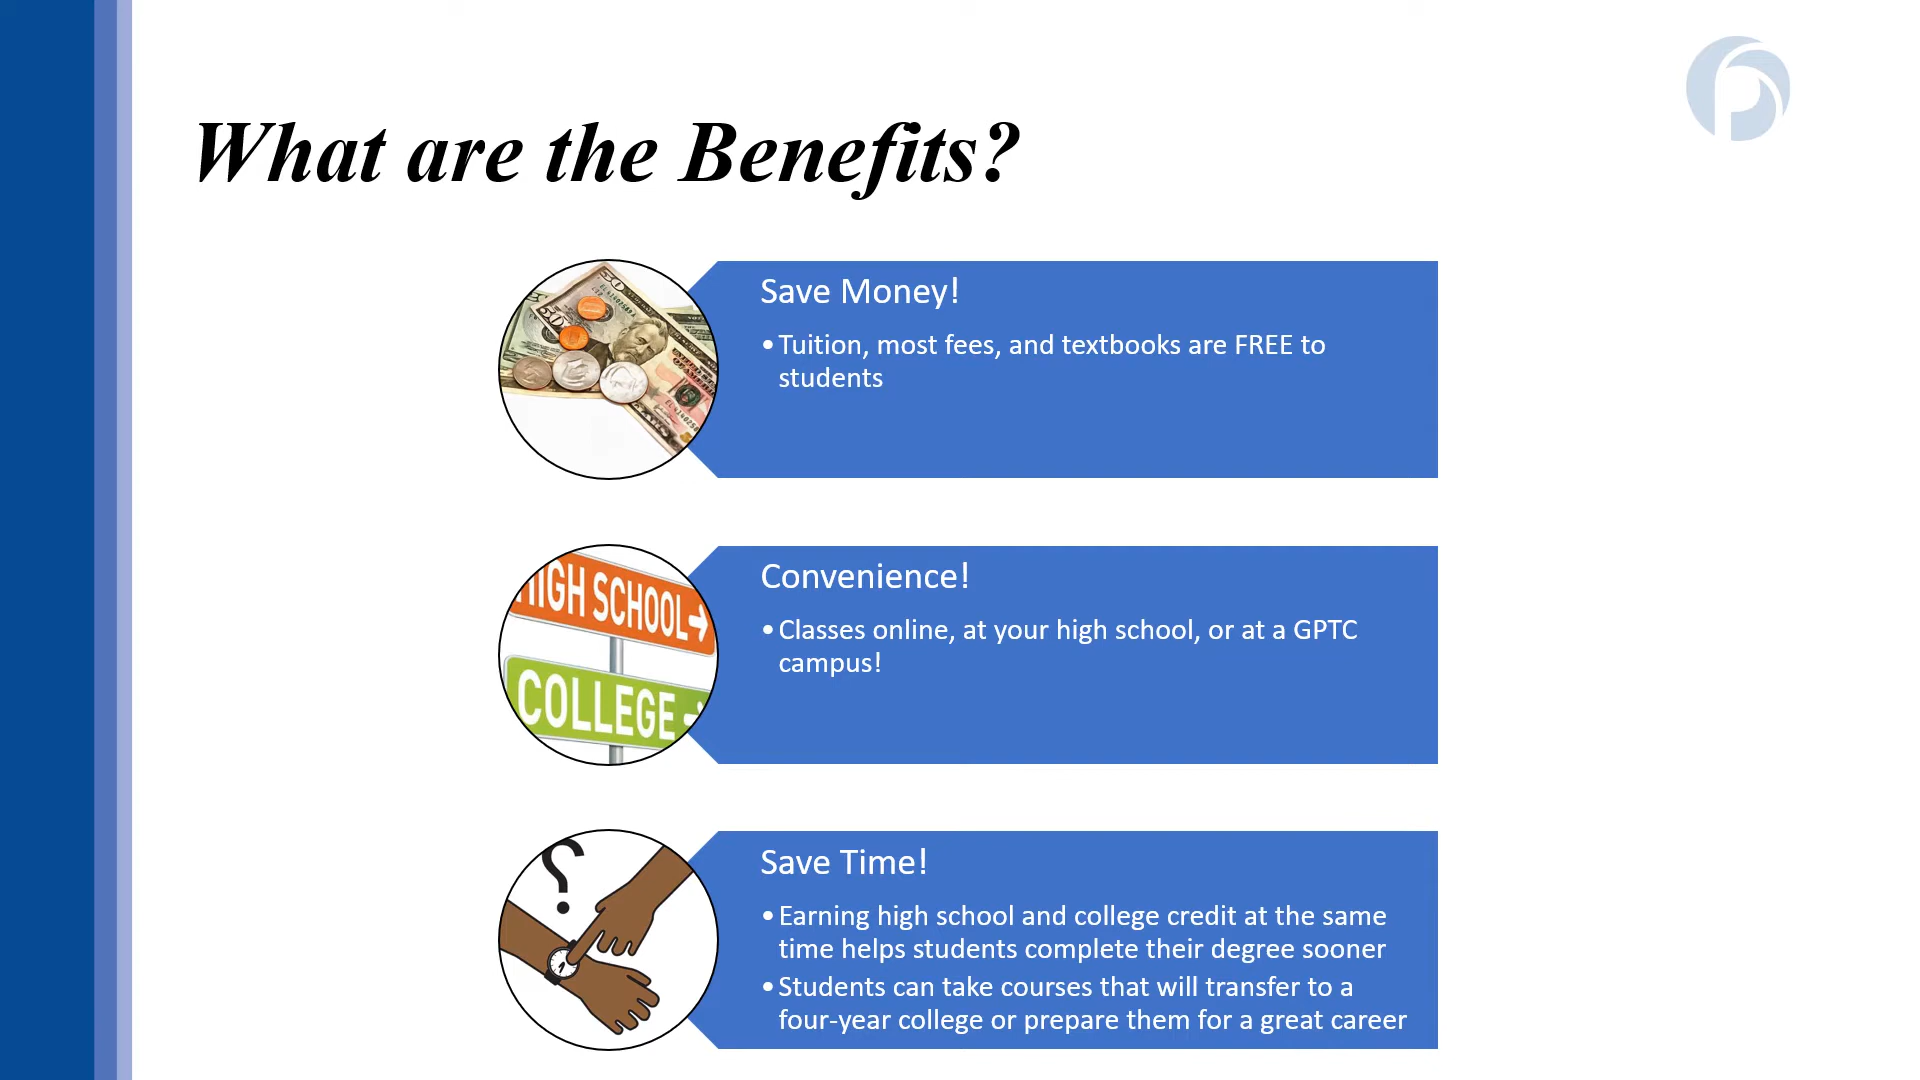 What are the Benefits?
Save Money!
•Tuition, most fees, and textbooks are FREE to
students
HIGH SCHOOL→
COLLEGE→
Convenience!
•Classes online, at your high school, or at a GPTC
campus!
?
Save Time!
•Earning high school and college credit at the same
time helps students complete their degree sooner
•Students can take courses that will transfer to a
four-year college or prepare them for a great career